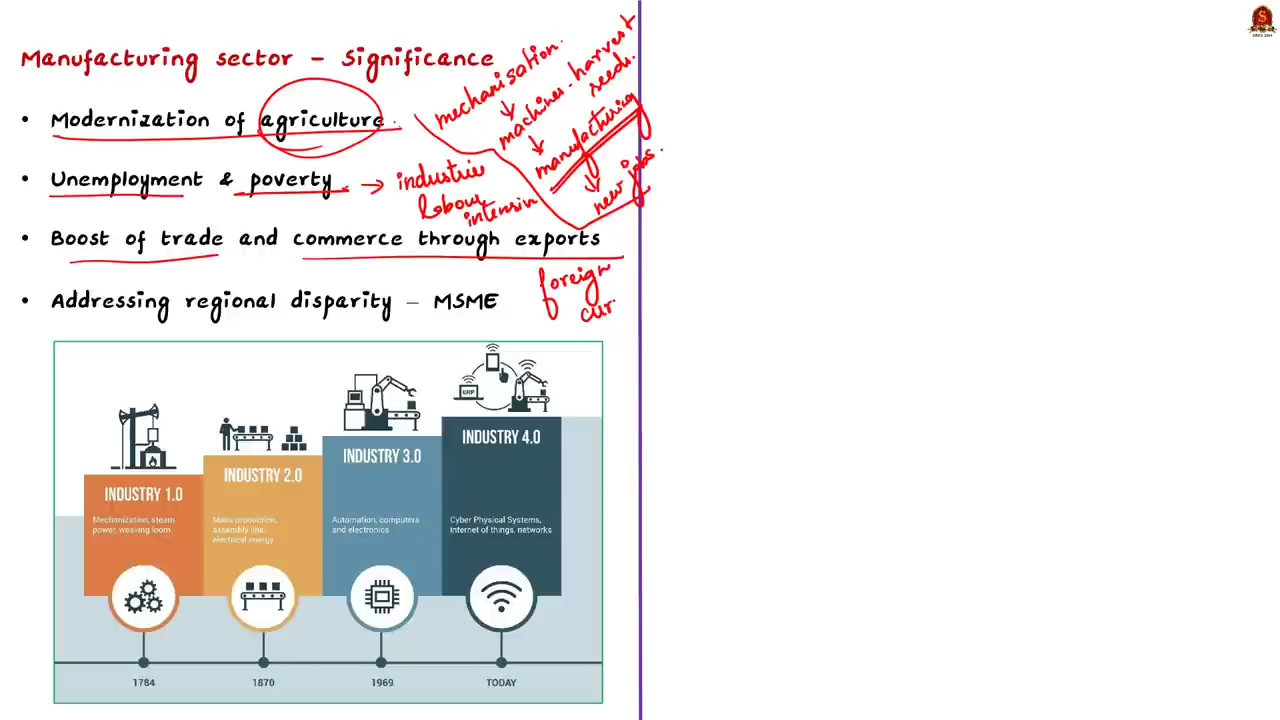 Manufacturing sector – Significance
• Modernization of agriculture
• Unemployment & poverty
• Boost of trade and commerce through exports
• Addressing regional disparity – MSME
mechanisation.
machines - harvest
seeds.
manufacturing
new jobs.
industries
Labour
foreign
cur.
ERP
INDUSTRY 1.0
Mechanization, steam
power, weaving loom
INDUSTRY 2.0
Mass production,
assembly line,
electrical energy
INDUSTRY 3.0
Automation, computers
and electronics
INDUSTRY 4.0
Cyber Physical Systems,
internet of things, networks
1784
1870
1969
TODAY
S
SINCE 2004